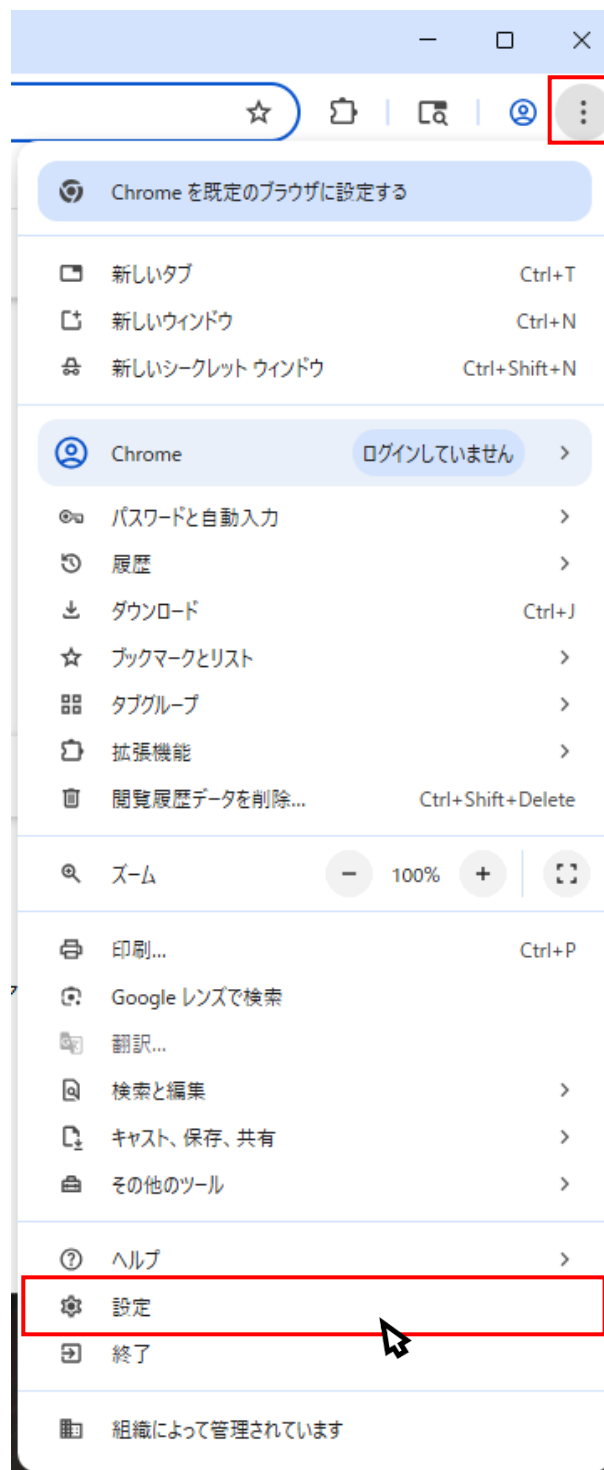 Chrome を既定のブラウザに設定する
新しいタブ Ctrl+T
新しいウィンドウ Ctrl+N
新しいシークレット ウィンドウ Ctrl+Shift+N
Chrome ログインしていません
パスワードと自動入力
履歴
ダウンロード Ctrl+J
ブックマークとリスト
タブグループ
拡張機能
閲覧履歴データを削除... Ctrl+Shift+Delete
ズーム − 100% +
印刷... Ctrl+P
Google レンズで検索
翻訳...
検索と編集
キャスト、保存、共有
その他のツール
ヘルプ
設定
終了
組織によって管理されています